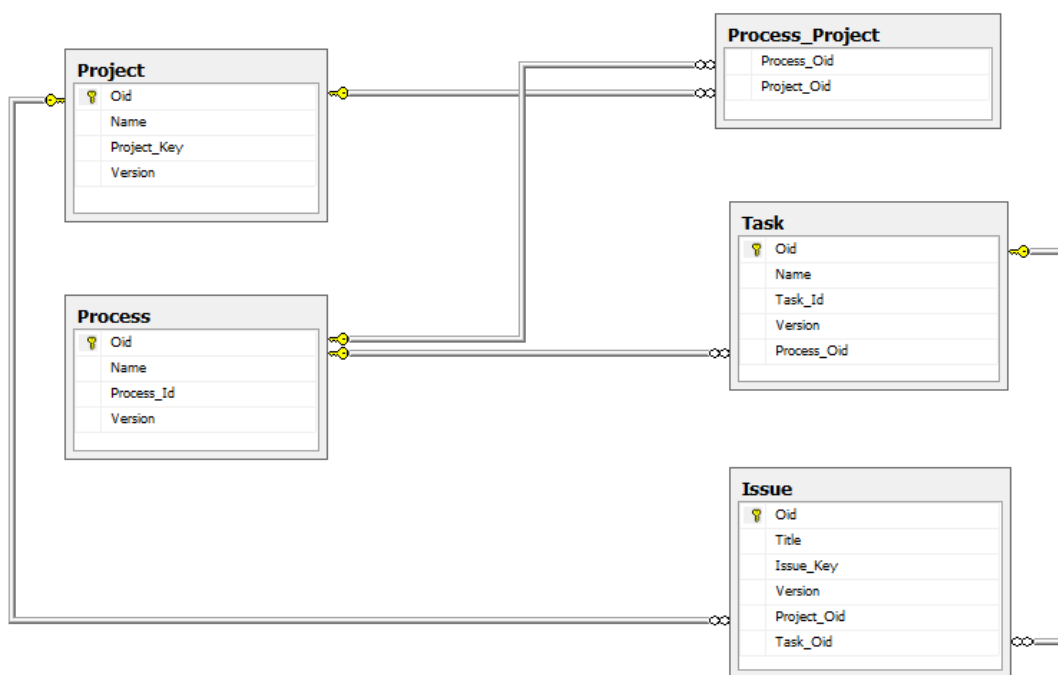 Project
Oid
Name
Project_Key
Version
Process_Project
Process_Oid
Project_Oid
Process
Oid
Name
Process_Id
Version
Task
Oid
Name
Task_Id
Version
Process_Oid
Issue
Oid
Title
Issue_Key
Version
Project_Oid
Task_Oid